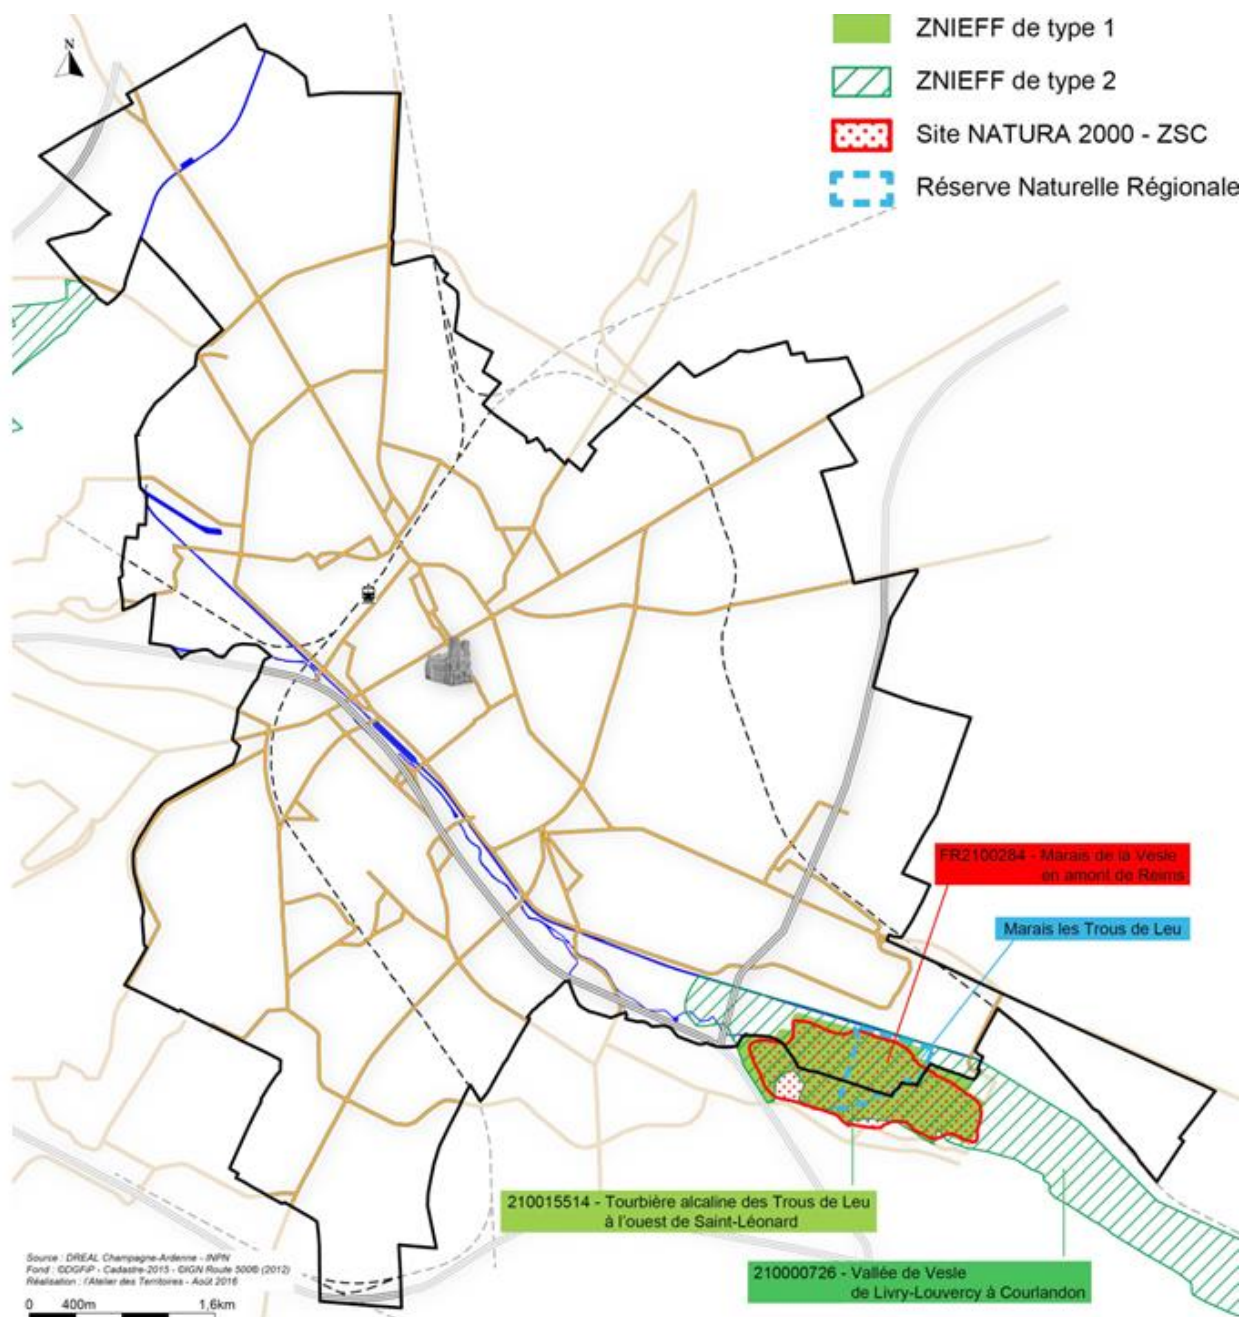 ZNIEFF de type 1
ZNIEFF de type 2
Site NATURA 2000 - ZSC
Réserve Naturelle Régionale
N
FR2100284 - Marais de la Vesle
en amont de Reims
Marais les Trous de Leu
210015514 - Tourbière alcaline des Trous de Leu
à l'ouest de Saint-Léonard
210000726 - Vallée de Vesle
de Livry-Louvercy à Courlandon
Source : DREAL Champagne-Ardenne - INPN
Fond : ©DGFiP - Cadastre-2015 - ©IGN Route 500® (2012)
Réalisation : l'Atelier des Territoires - Août 2016
0 400m 1,6km